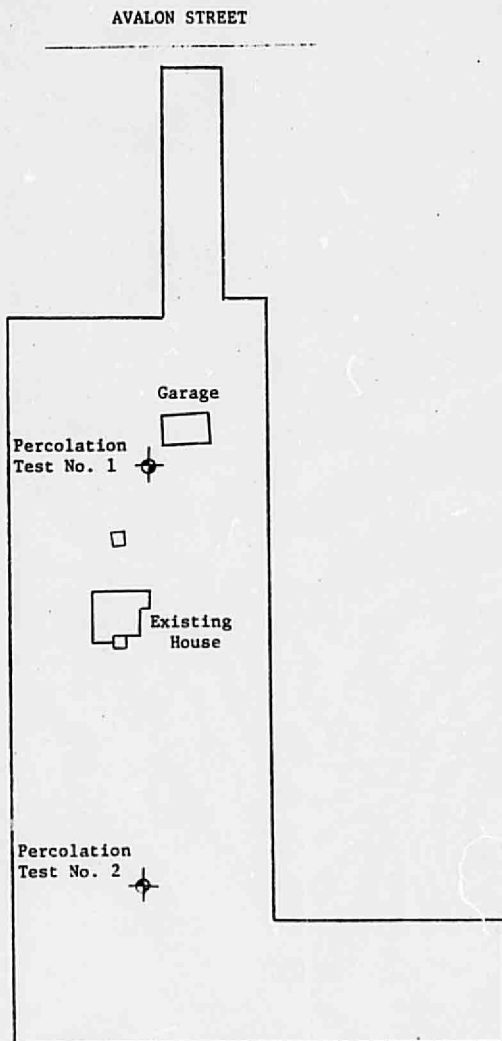 AVALON STREET
Garage
Percolation
Test No. 1
Existing
House
Percolation
Test No. 2